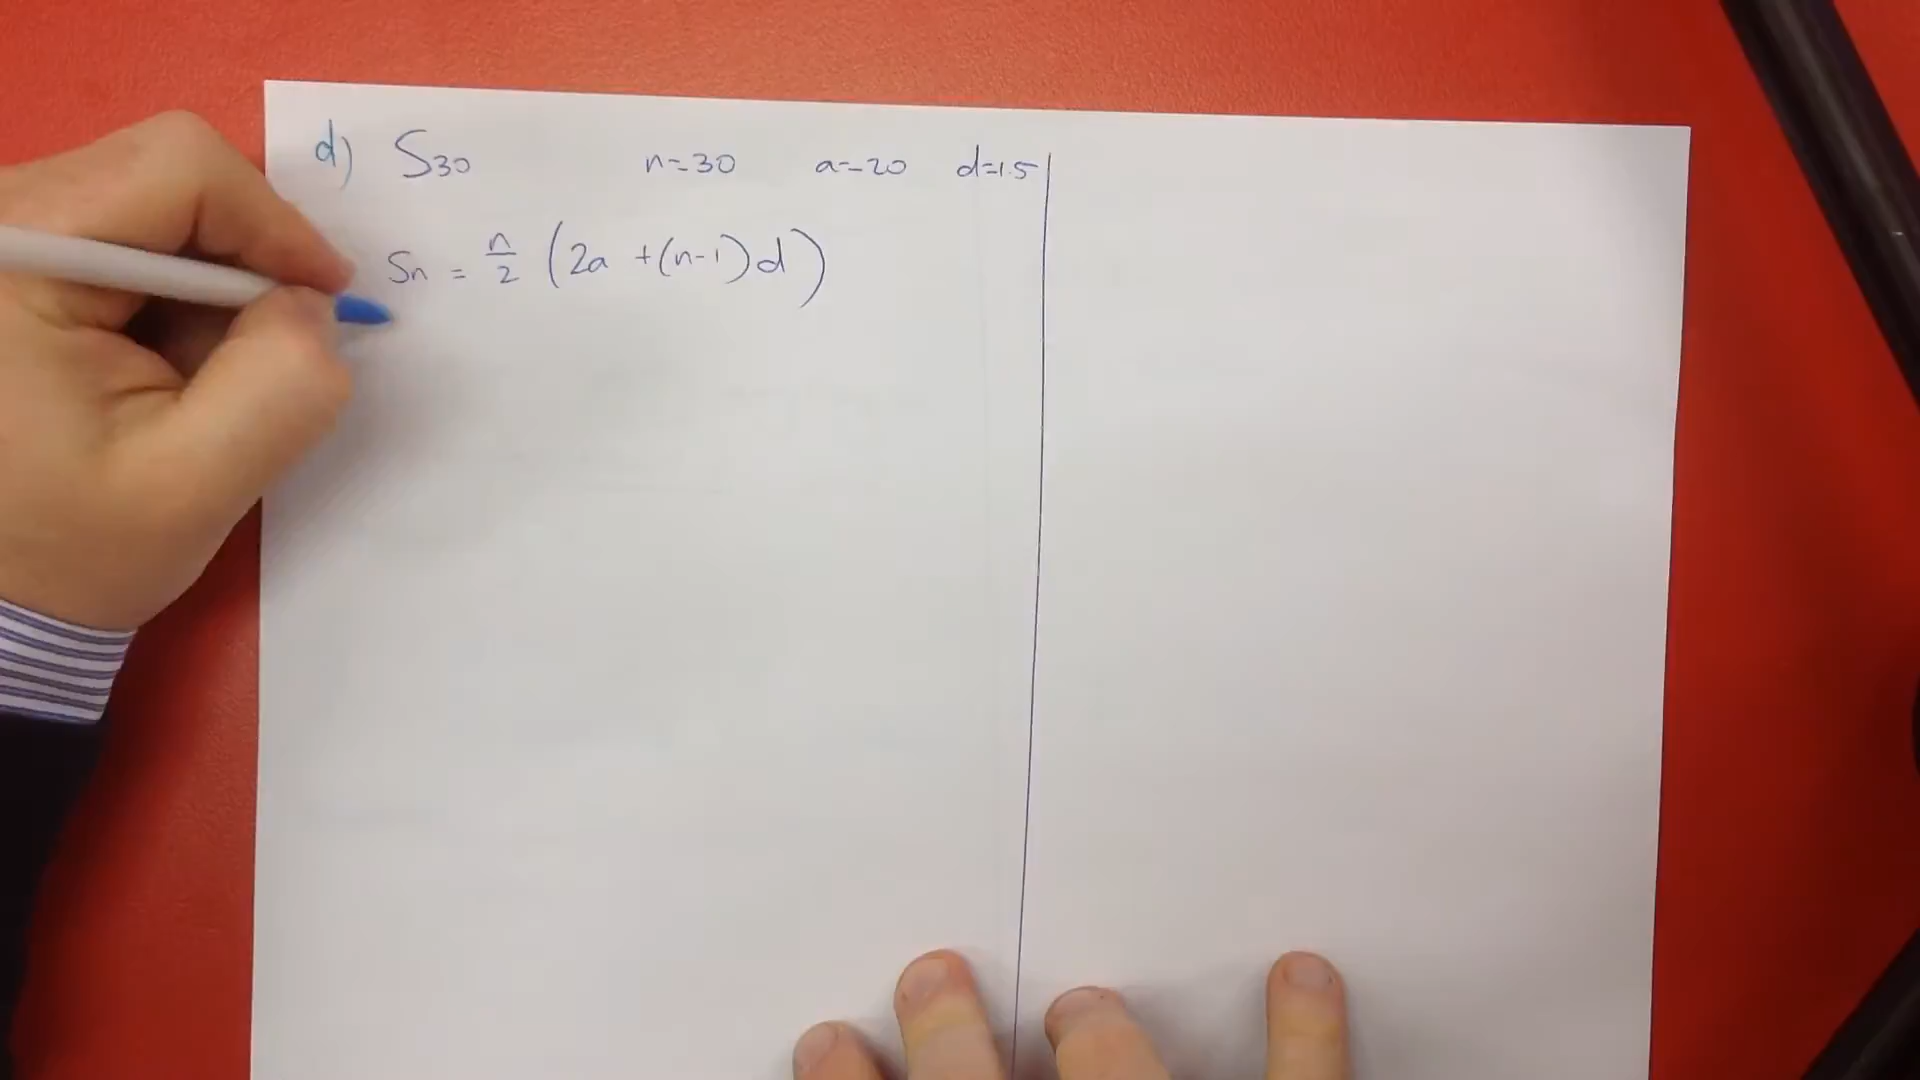 d) S30 n=30 a=20 d=1.5
Sn = n/2 (2a +(n-1)d)